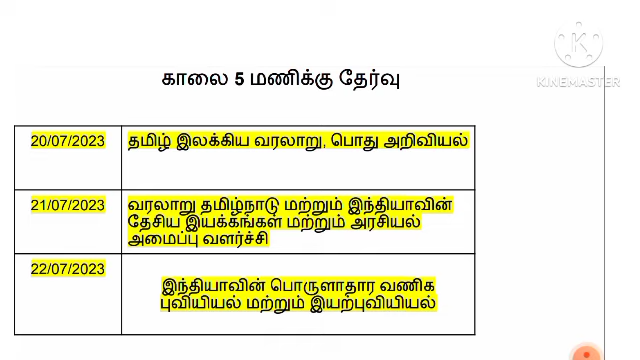 KINEMASTER
காலை 5 மணிக்கு தேர்வு
20/07/2023 தமிழ் இலக்கிய வரலாறு, பொது அறிவியல்
21/07/2023 வரலாறு தமிழ்நாடு மற்றும் இந்தியாவின்
தேசிய இயக்கங்கள் மற்றும் அரசியல்
அமைப்பு வளர்ச்சி
22/07/2023
இந்தியாவின் பொருளாதார வணிக
புவியியல் மற்றும் இயற்புவியியல்